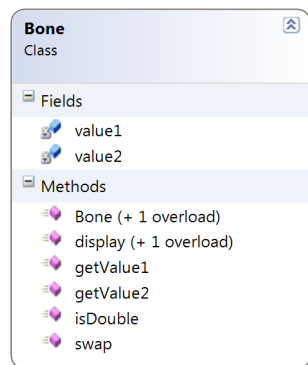 Bone
Class
Fields
value1
value2
Methods
Bone (+ 1 overload)
display (+ 1 overload)
getValue1
getValue2
isDouble
swap